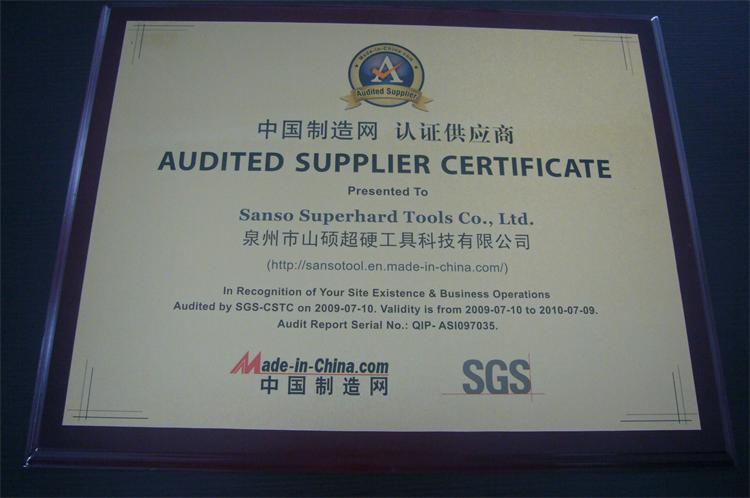 Made-in-China.com
A
Audited Supplier
中国制造网 认证供应商
AUDITED SUPPLIER CERTIFICATE
Presented To
Sanso Superhard Tools Co., Ltd.
泉州市山硕超硬工具科技有限公司
(http://sansotool.en.made-in-china.com/)
In Recognition of Your Site Existence & Business Operations
Audited by SGS-CSTC on 2009-07-10. Validity is from 2009-07-10 to 2010-07-09.
Audit Report Serial No.: QIP- ASI097035.
Made-in-China.com
中国制造网
SGS